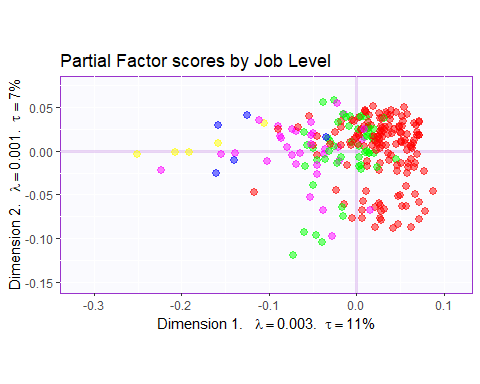 Partial Factor scores by Job Level
Dimension 2.  λ = 0.001.  τ = 7%
0.05
0.00
-0.05
-0.10
-0.15
-0.3 -0.2 -0.1 0.0 0.1
Dimension 1.  λ = 0.003.  τ = 11%